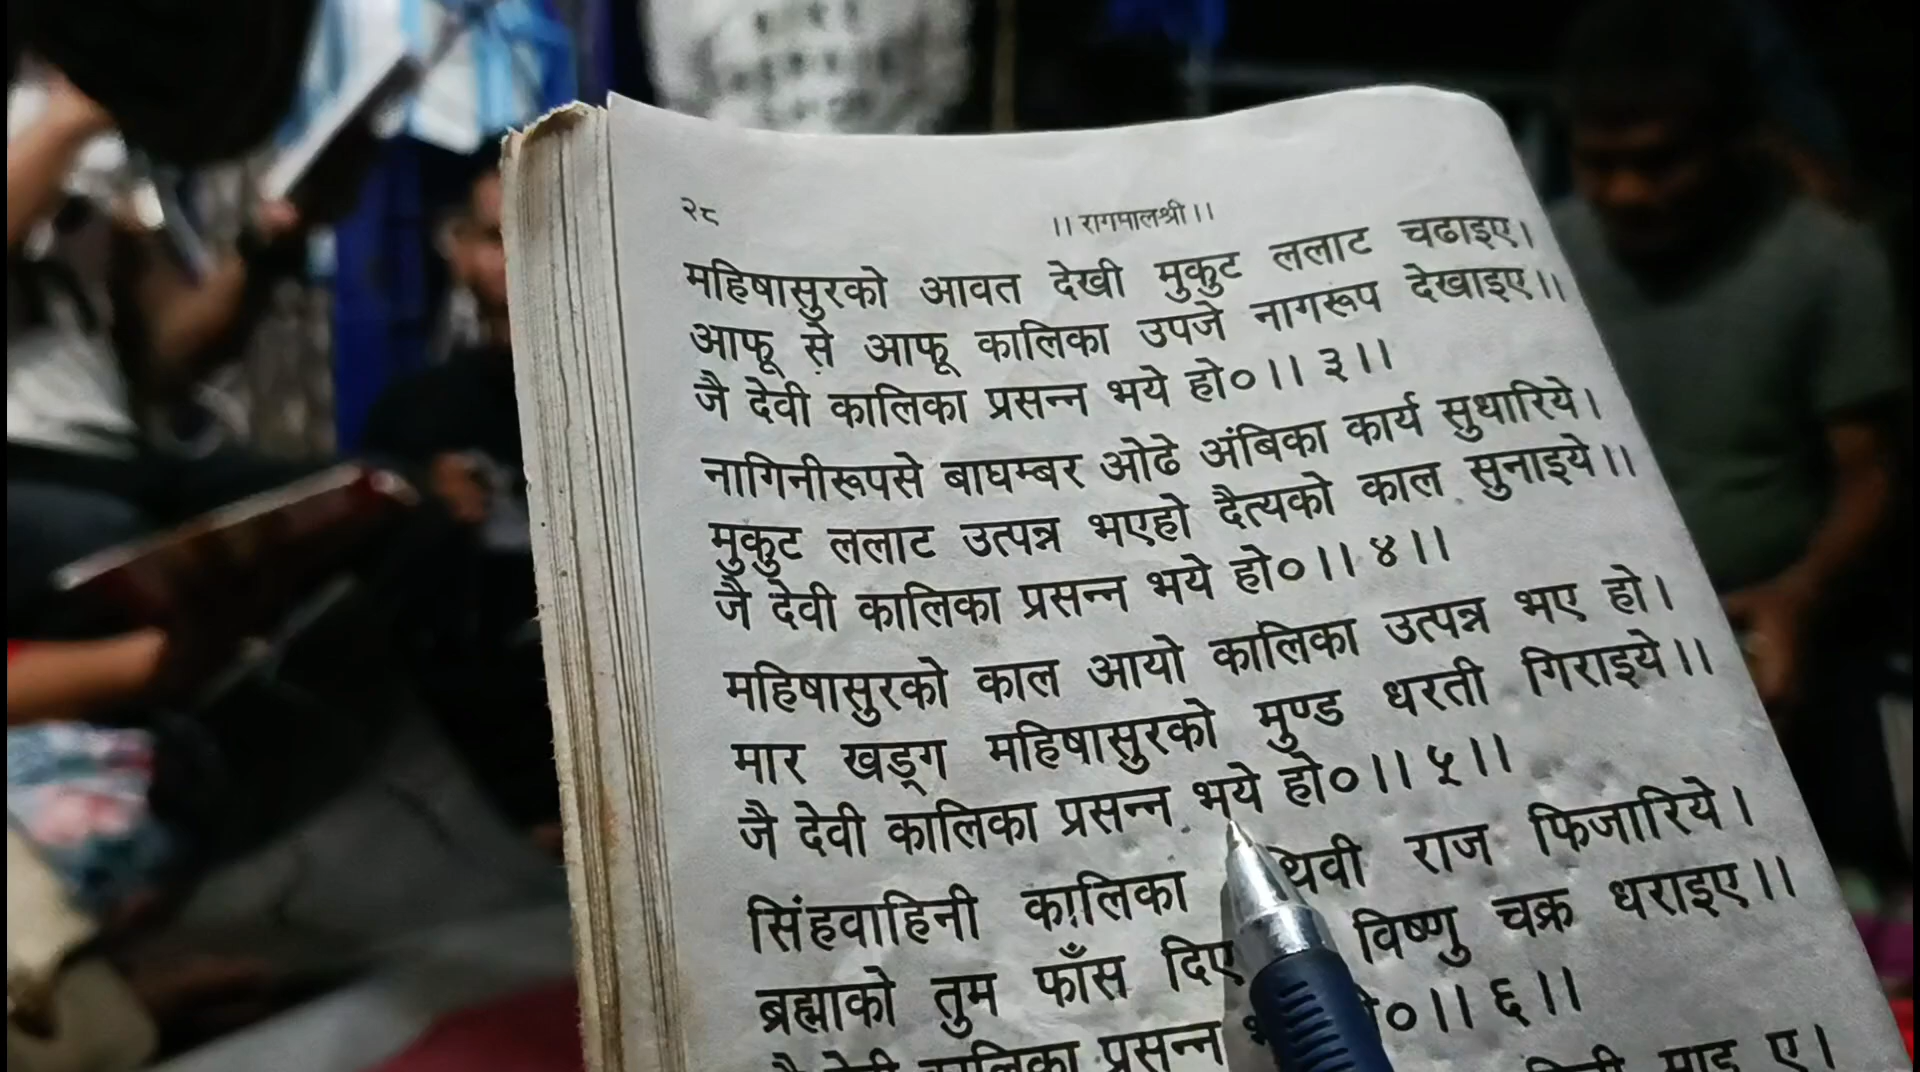 २८
।। रागमालश्री ।।
महिषासुरको आवत देखी मुकुट ललाट चढाइए।
आफू से आफू कालिका उपजे नागरूप देखाइए।।
जै देवी कालिका प्रसन्न भये हो०।। ३।।
नागिनीरूपसे बाघम्बर ओढे अंबिका कार्य सुधारिये।
मुकुट ललाट उत्पन्न भएहो दैत्यको काल सुनाइये।।
जै देवी कालिका प्रसन्न भये हो०।। ४।।
महिषासुरको काल आयो कालिका उत्पन्न भए हो।
मार खड्ग महिषासुरको मुण्ड धरती गिराइये।।
जै देवी कालिका प्रसन्न भये हो०।। ५।।
सिंहवाहिनी कालिका थिवी राज फिजारिये।
ब्रह्माको तुम फाँस दिए विष्णु चक्र धराइए।।
जै देवी कालिका प्रसन्न ०।। ६।।